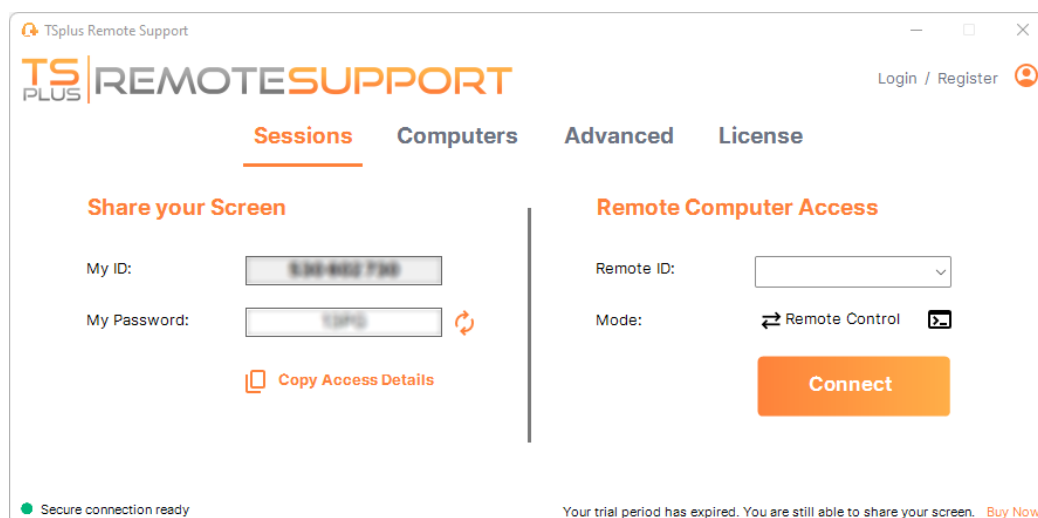 TSplus Remote Support
TSPLUS REMOTESUPPORT
Login / Register
Sessions Computers Advanced License
Share your Screen
My ID:
My Password:
Copy Access Details
Remote Computer Access
Remote ID:
Mode: Remote Control
Connect
Secure connection ready
Your trial period has expired. You are still able to share your screen. Buy Now